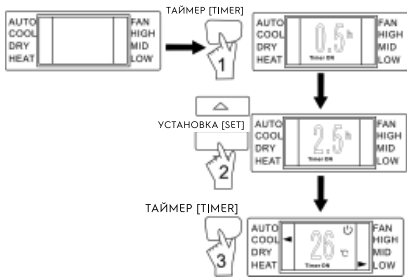 ТАЙМЕР [TIMER]
AUTO
COOL
DRY
HEAT
FAN
HIGH
MID
LOW
1
AUTO
COOL
DRY
HEAT
0.5h
Timer ON
FAN
HIGH
MID
LOW
УСТАНОВКА [SET]
2
AUTO
COOL
DRY
HEAT
2.5h
Timer ON
FAN
HIGH
MID
LOW
ТАЙМЕР [TIMER]
3
AUTO
COOL
DRY
HEAT
26 °C
Timer ON
FAN
HIGH
MID
LOW